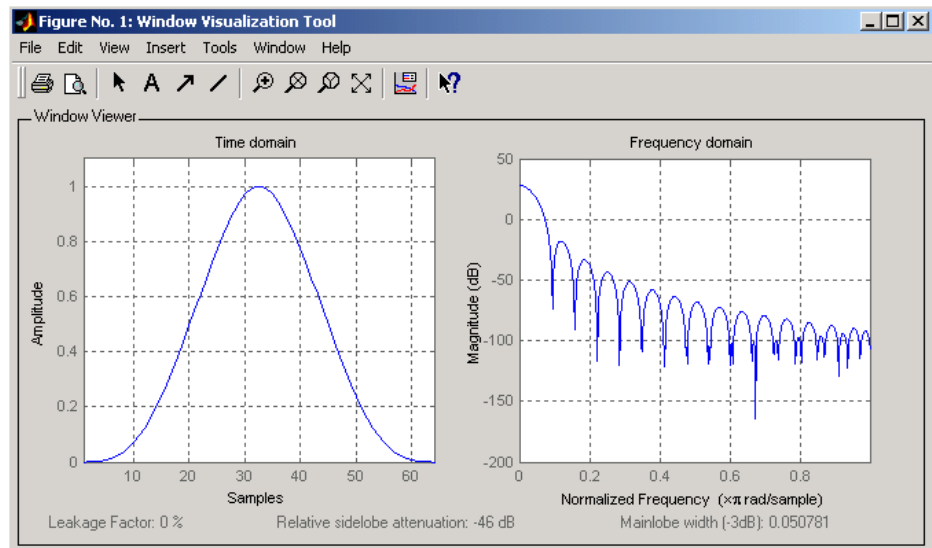 Figure No. 1: Window Visualization Tool
File Edit View Insert Tools Window Help
A
Window Viewer
Time domain
1
0.8
0.6
0.4
0.2
0
10 20 30 40 50 60
Amplitude
Samples
Frequency domain
50
0
-50
-100
-150
-200
0 0.2 0.4 0.6 0.8
Magnitude (dB)
Normalized Frequency (×π rad/sample)
Leakage Factor: 0 % Relative sidelobe attenuation: -46 dB Mainlobe width (-3dB): 0.050781